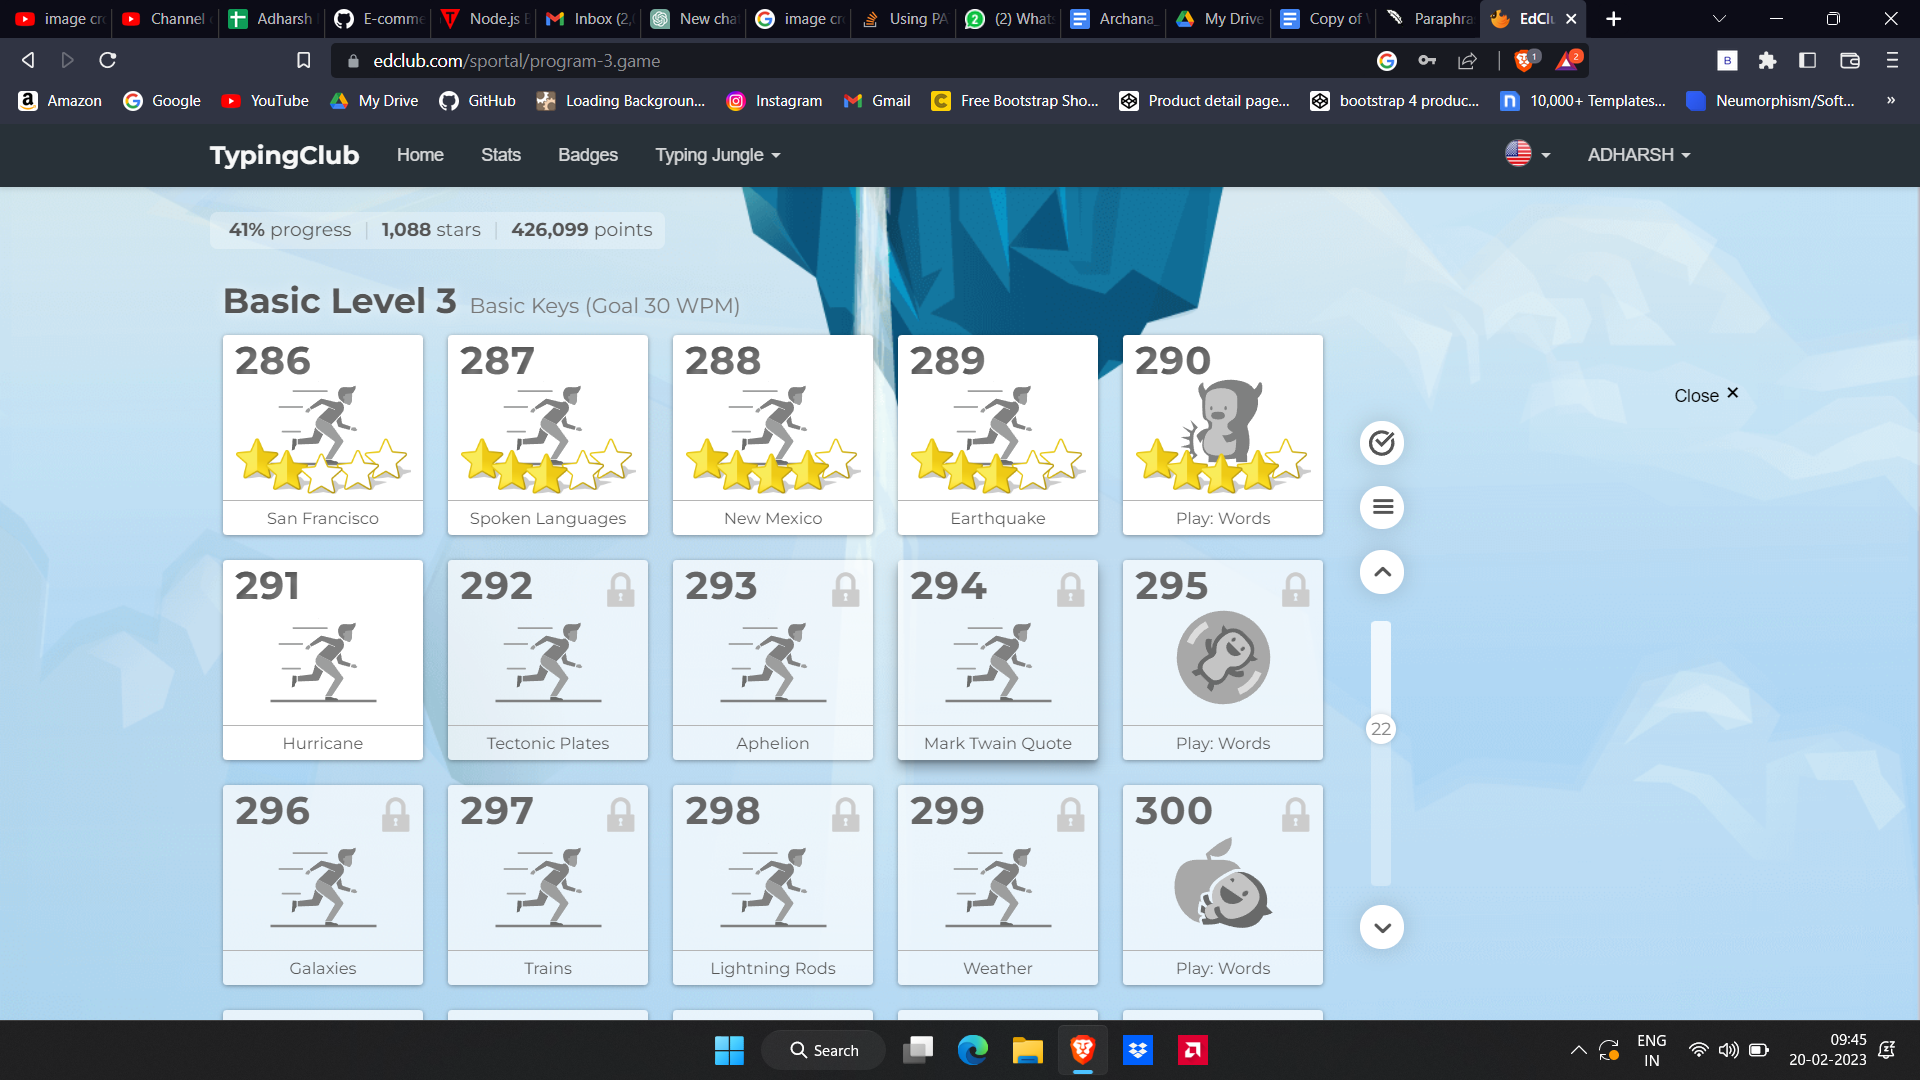 image cr
Channel
Adharsh
E-comme
Node.js E
Inbox (2,
New cha
image cr
Using PA
(2) What
Archana_
My Drive
Copy of
Paraphra
EdClu
edclub.com/sportal/program-3.game
B
1
2
Amazon
Google
YouTube
My Drive
GitHub
Loading Backgroun...
Instagram
Gmail
Free Bootstrap Sho...
Product detail page...
bootstrap 4 produc...
10,000+ Templates...
Neumorphism/Soft...
»
TypingClub
Home
Stats
Badges
Typing Jungle
ADHARSH
41% progress
1,088 stars
426,099 points
Basic Level 3 Basic Keys (Goal 30 WPM)
286
287
288
289
290
Close ×
San Francisco
Spoken Languages
New Mexico
Earthquake
Play: Words
291
292
293
294
295
22
Hurricane
Tectonic Plates
Aphelion
Mark Twain Quote
Play: Words
296
297
298
299
300
Galaxies
Trains
Lightning Rods
Weather
Play: Words
Search
ENG
IN
09:45
20-02-2023